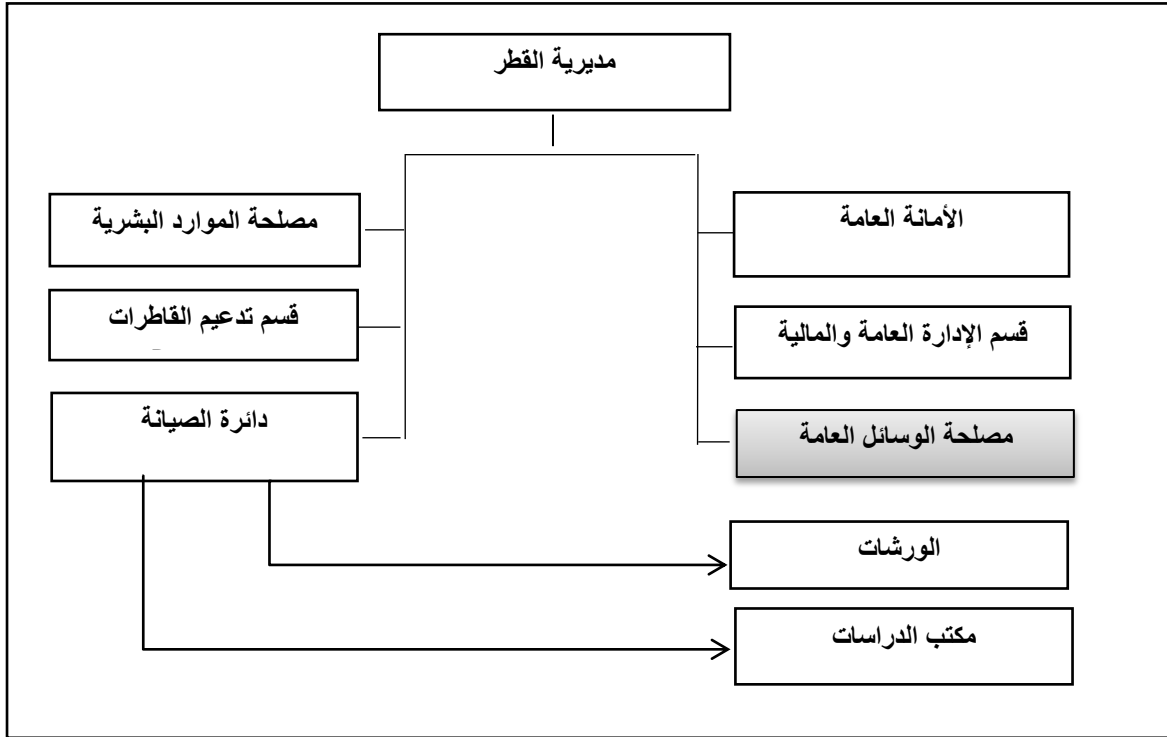 مديرية القطر
الأمانة العامة
مصلحة الموارد البشرية
قسم الإدارة العامة والمالية
قسم تدعيم القاطرات
مصلحة الوسائل العامة
دائرة الصيانة
الورشات
مكتب الدراسات